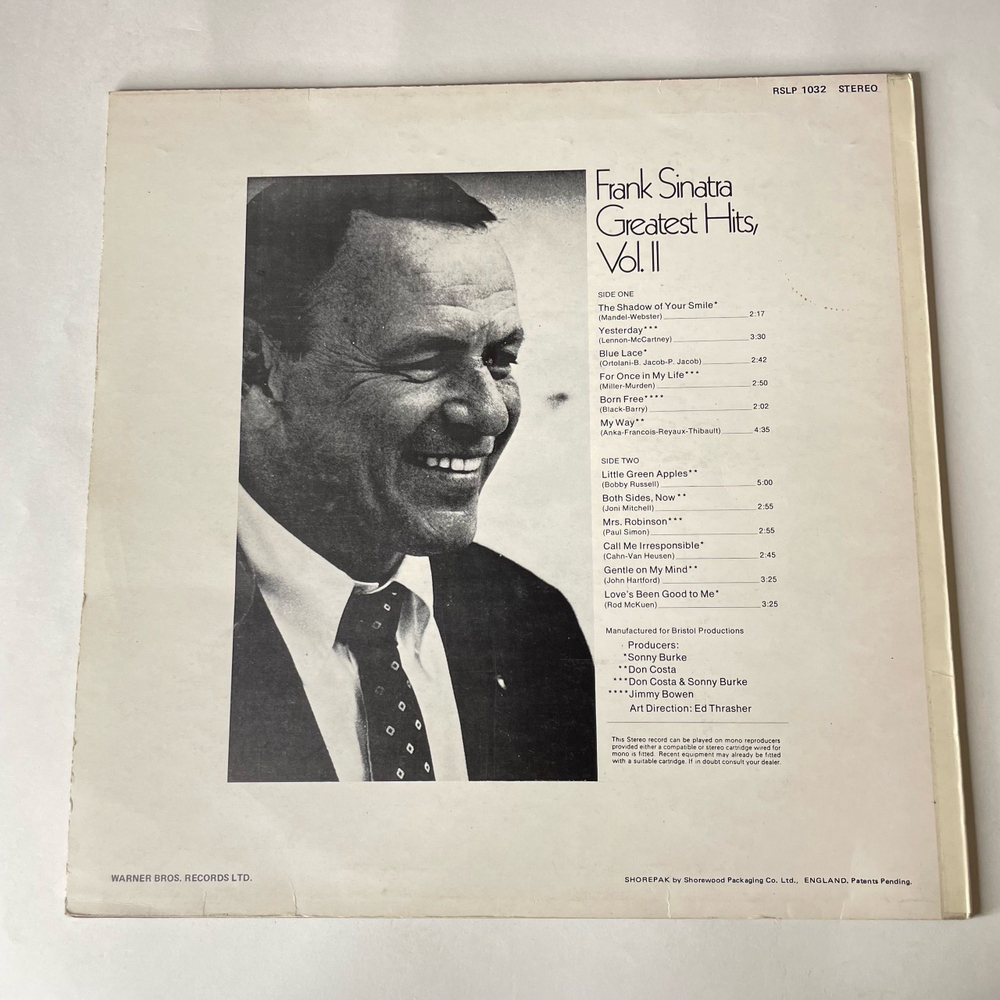 RSLP 1032 STEREO
Frank Sinatra
Greatest Hits,
Vol. II
SIDE ONE
The Shadow of Your Smile*
(Mandel-Webster) 2:17
Yesterday***
(Lennon-McCartney) 3:30
Blue Lace*
(Ortolani-B. Jacob-P. Jacob) 2:42
For Once in My Life***
(Miller-Murden) 2:50
Born Free****
(Black-Barry) 2:02
My Way**
(Anka-Francois-Reyaux-Thibault) 4:35
SIDE TWO
Little Green Apples**
(Bobby Russell) 5:00
Both Sides, Now**
(Joni Mitchell) 2:55
Mrs. Robinson***
(Paul Simon) 2:55
Call Me Irresponsible*
(Cahn-Van Heusen) 2:45
Gentle on My Mind**
(John Hartford) 3:25
Love's Been Good to Me*
(Rod McKuen) 3:25
Manufactured for Bristol Productions
Producers:
*Sonny Burke
**Don Costa
***Don Costa & Sonny Burke
****Jimmy Bowen
Art Direction: Ed Thrasher
This Stereo record can be played on mono reproducers
provided either a compatible or stereo cartridge wired for
mono is fitted. Recent equipment may already be fitted
with a suitable cartridge. If in doubt consult your dealer.
WARNER BROS. RECORDS LTD.
SHOREPAK by Shorewood Packaging Co. Ltd., ENGLAND. Patents Pending.